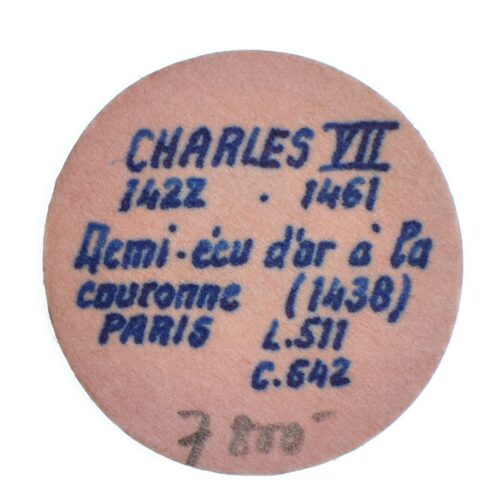 CHARLES VII
1422 . 1461
Demi-écu d'or à la
couronne (1438)
PARIS L.511
C.642
7 800-